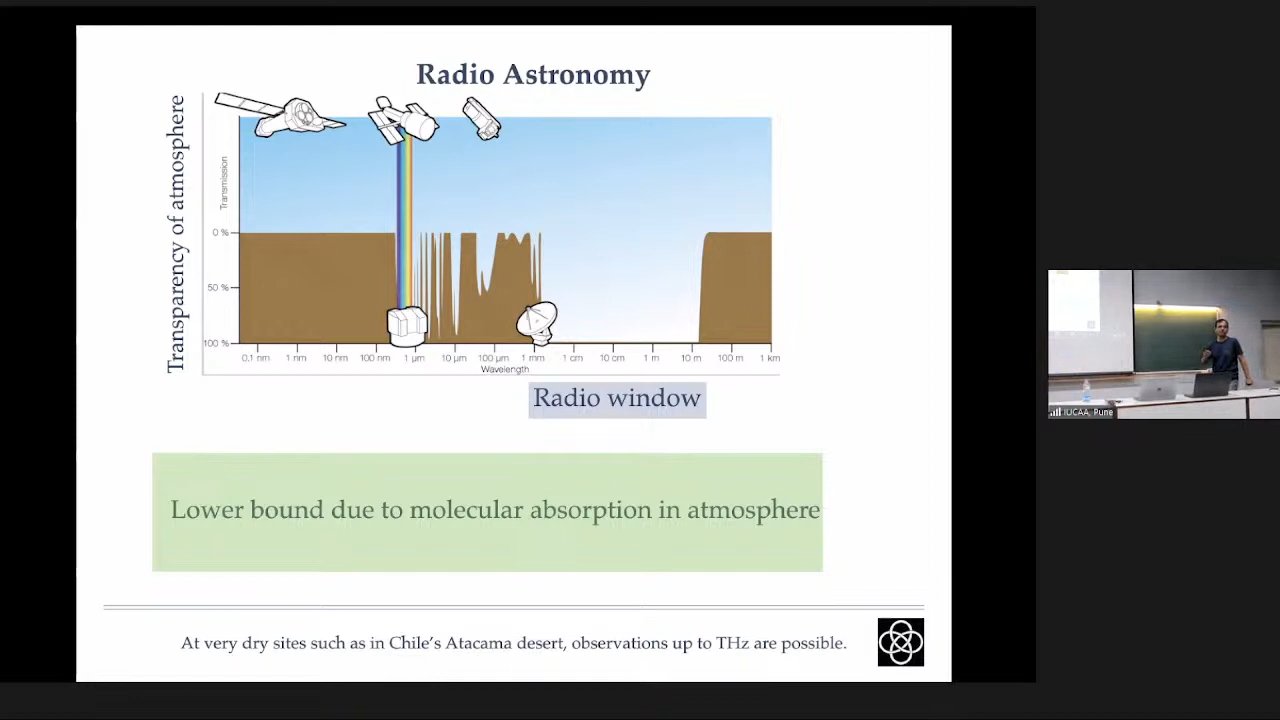 Radio Astronomy
Transparency of atmosphere
Transmission
0 %
50 %
100 %
0.1 nm 1 nm 10 nm 100 nm 1 µm 10 µm 100 µm 1 mm 1 cm 10 cm 1 m 10 m 100 m 1 km
Wavelength
Radio window
Lower bound due to molecular absorption in atmosphere
At very dry sites such as in Chile's Atacama desert, observations up to THz are possible.
IUCAA, Pune